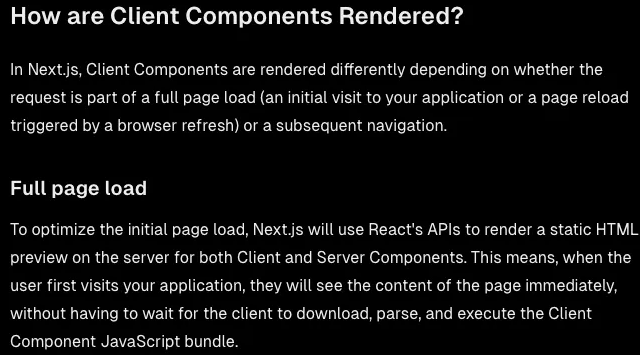 How are Client Components Rendered?
In Next.js, Client Components are rendered differently depending on whether the
request is part of a full page load (an initial visit to your application or a page reload
triggered by a browser refresh) or a subsequent navigation.
Full page load
To optimize the initial page load, Next.js will use React's APIs to render a static HTML
preview on the server for both Client and Server Components. This means, when the
user first visits your application, they will see the content of the page immediately,
without having to wait for the client to download, parse, and execute the Client
Component JavaScript bundle.